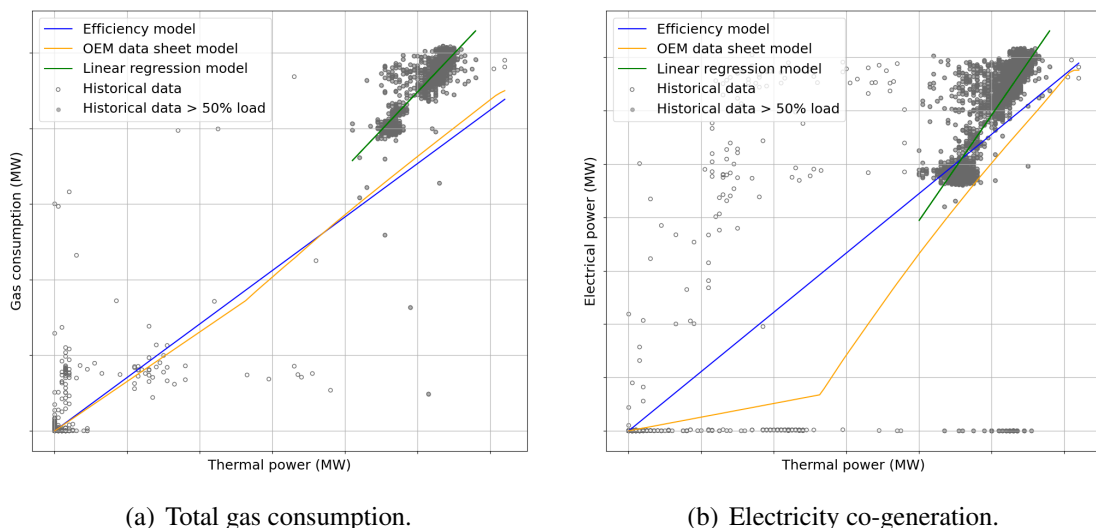 Efficiency model
OEM data sheet model
Linear regression model
Historical data
Historical data > 50% load
Gas consumption (MW)
Thermal power (MW)
(a) Total gas consumption.
Efficiency model
OEM data sheet model
Linear regression model
Historical data
Historical data > 50% load
Electrical power (MW)
Thermal power (MW)
(b) Electricity co-generation.